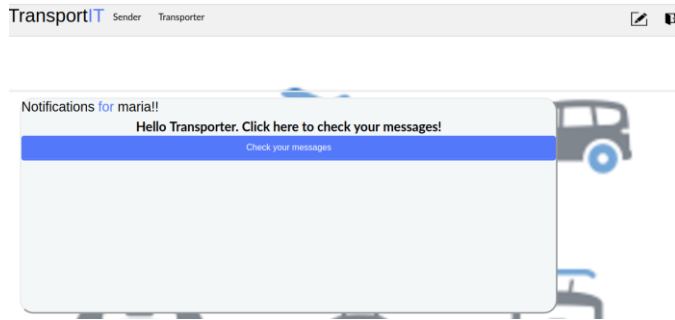 TransportIT Sender Transporter
Notifications for maria!!
Hello Transporter. Click here to check your messages!
Check your messages